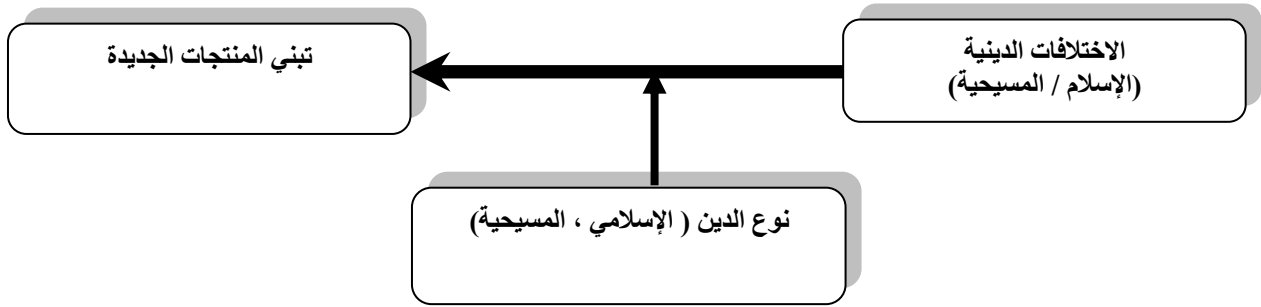 الاختلافات الدينية
(الإسلام / المسيحية)
تبني المنتجات الجديدة
نوع الدين ( الإسلامي ، المسيحية)